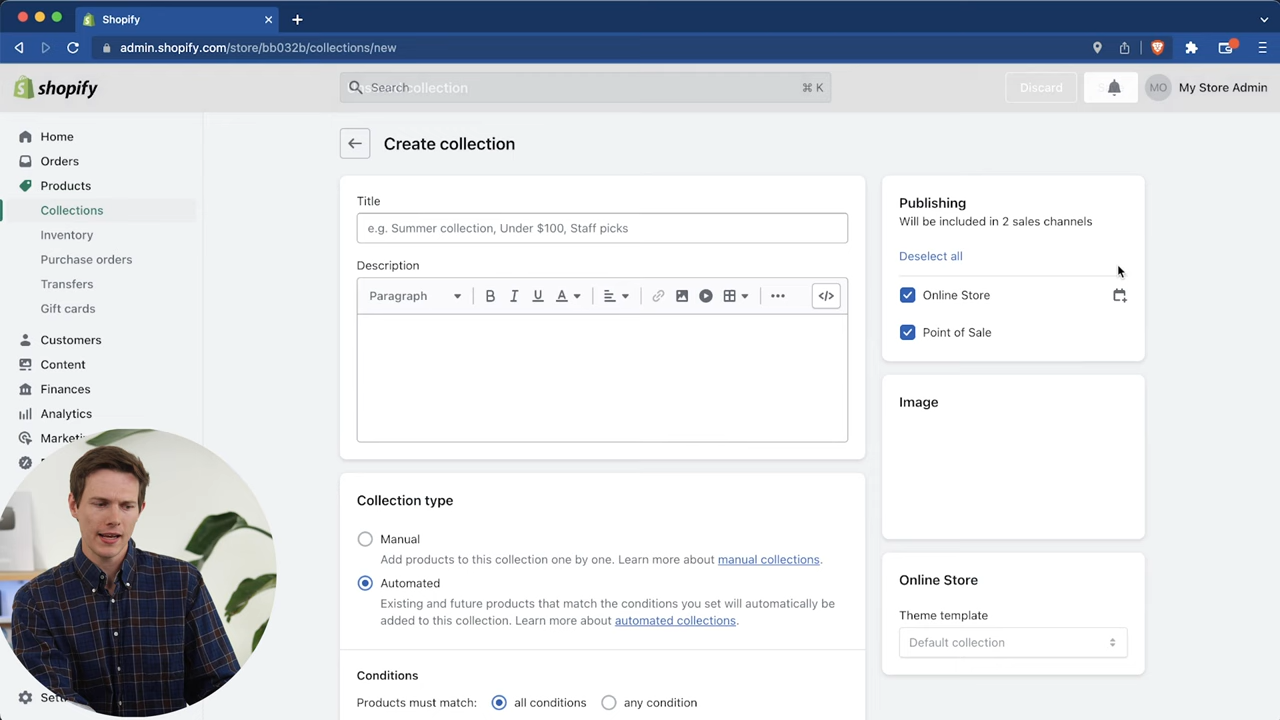 Shopify
admin.shopify.com/store/bb032b/collections/new
shopify
Search
collection
⌘ K
Discard
MO
My Store Admin
Home
Orders
Products
Collections
Inventory
Purchase orders
Transfers
Gift cards
Customers
Content
Finances
Analytics
Create collection
Title
e.g. Summer collection, Under $100, Staff picks
Description
Paragraph
B I U A
Collection type
Manual
Add products to this collection one by one. Learn more about manual collections.
Automated
Existing and future products that match the conditions you set will automatically be
added to this collection. Learn more about automated collections.
Conditions
Products must match: all conditions any condition
Publishing
Will be included in 2 sales channels
Deselect all
Online Store
Point of Sale
Image
Online Store
Theme template
Default collection